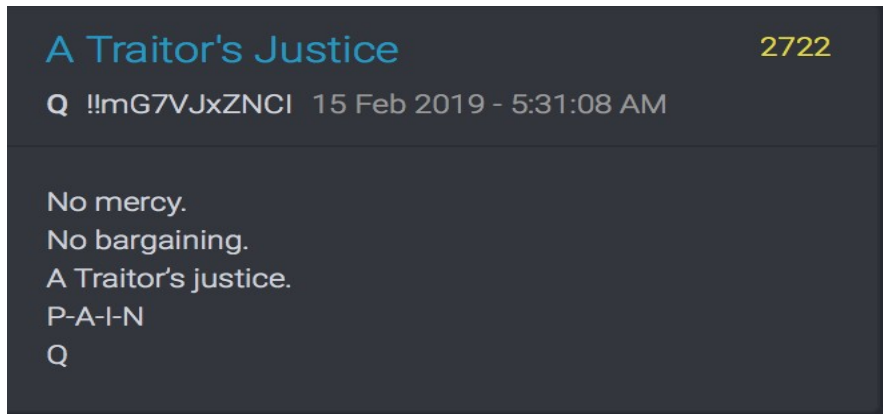 A Traitor's Justice 2722
Q !!mG7VJxZNCI 15 Feb 2019 - 5:31:08 AM
No mercy.
No bargaining.
A Traitor's justice.
P-A-I-N
Q